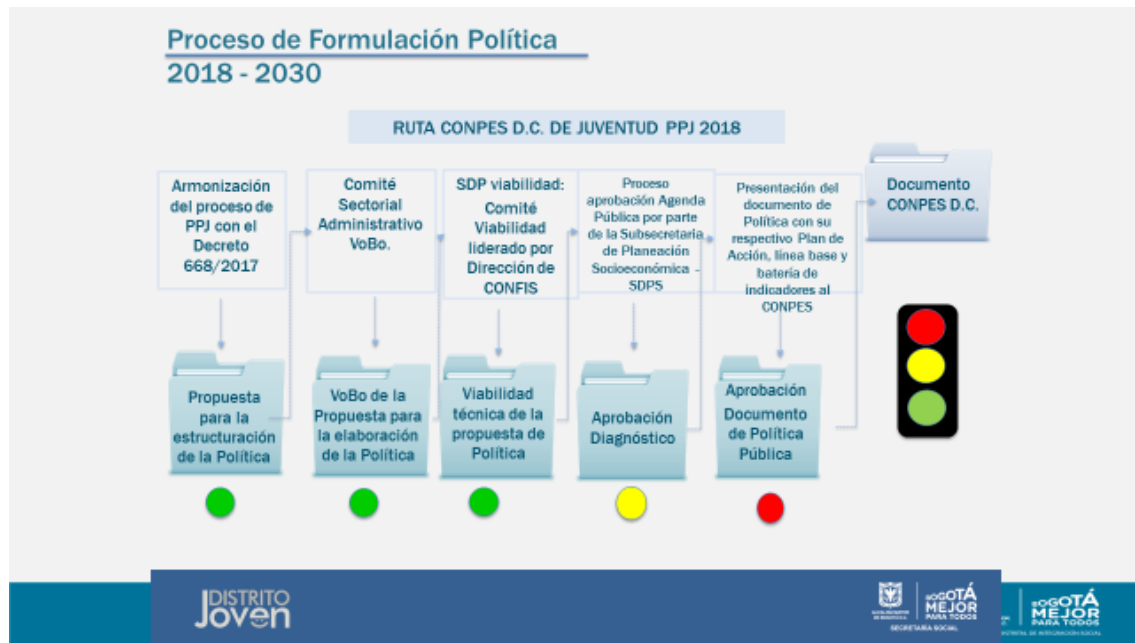 Proceso de Formulación Política
2018 - 2030
RUTA CONPES D.C. DE JUVENTUD PPJ 2018
Armonización
del proceso de
PPJ con el
Decreto
668/2017
Comité
Sectorial
Administrativo
VoBo.
SDP viabilidad:
Comité
Viabilidad
liderado por
Dirección de
CONFIS
Proceso
aprobación Agenda
Pública por parte
de la Subsecretaria
de Planeación
Socioeconómica -
SDPS
Presentación del
documento de
Política con su
respectivo Plan de
Acción, línea base y
batería de
indicadores al
CONPES
Documento
CONPES D.C.
Propuesta
para la
estructuración
de la Política
VoBo de la
Propuesta para
la elaboración
de la Política
Viabilidad
técnica de la
propuesta de
Política
Aprobación
Diagnóstico
Aprobación
Documento
de Política
Pública
DISTRITO
Joven
BOGOTÁ
MEJOR
PARA TODOS
SECRETARÍA SOCIAL
BOGOTÁ
MEJOR
PARA TODOS
DE INTEGRACIÓN SOCIAL